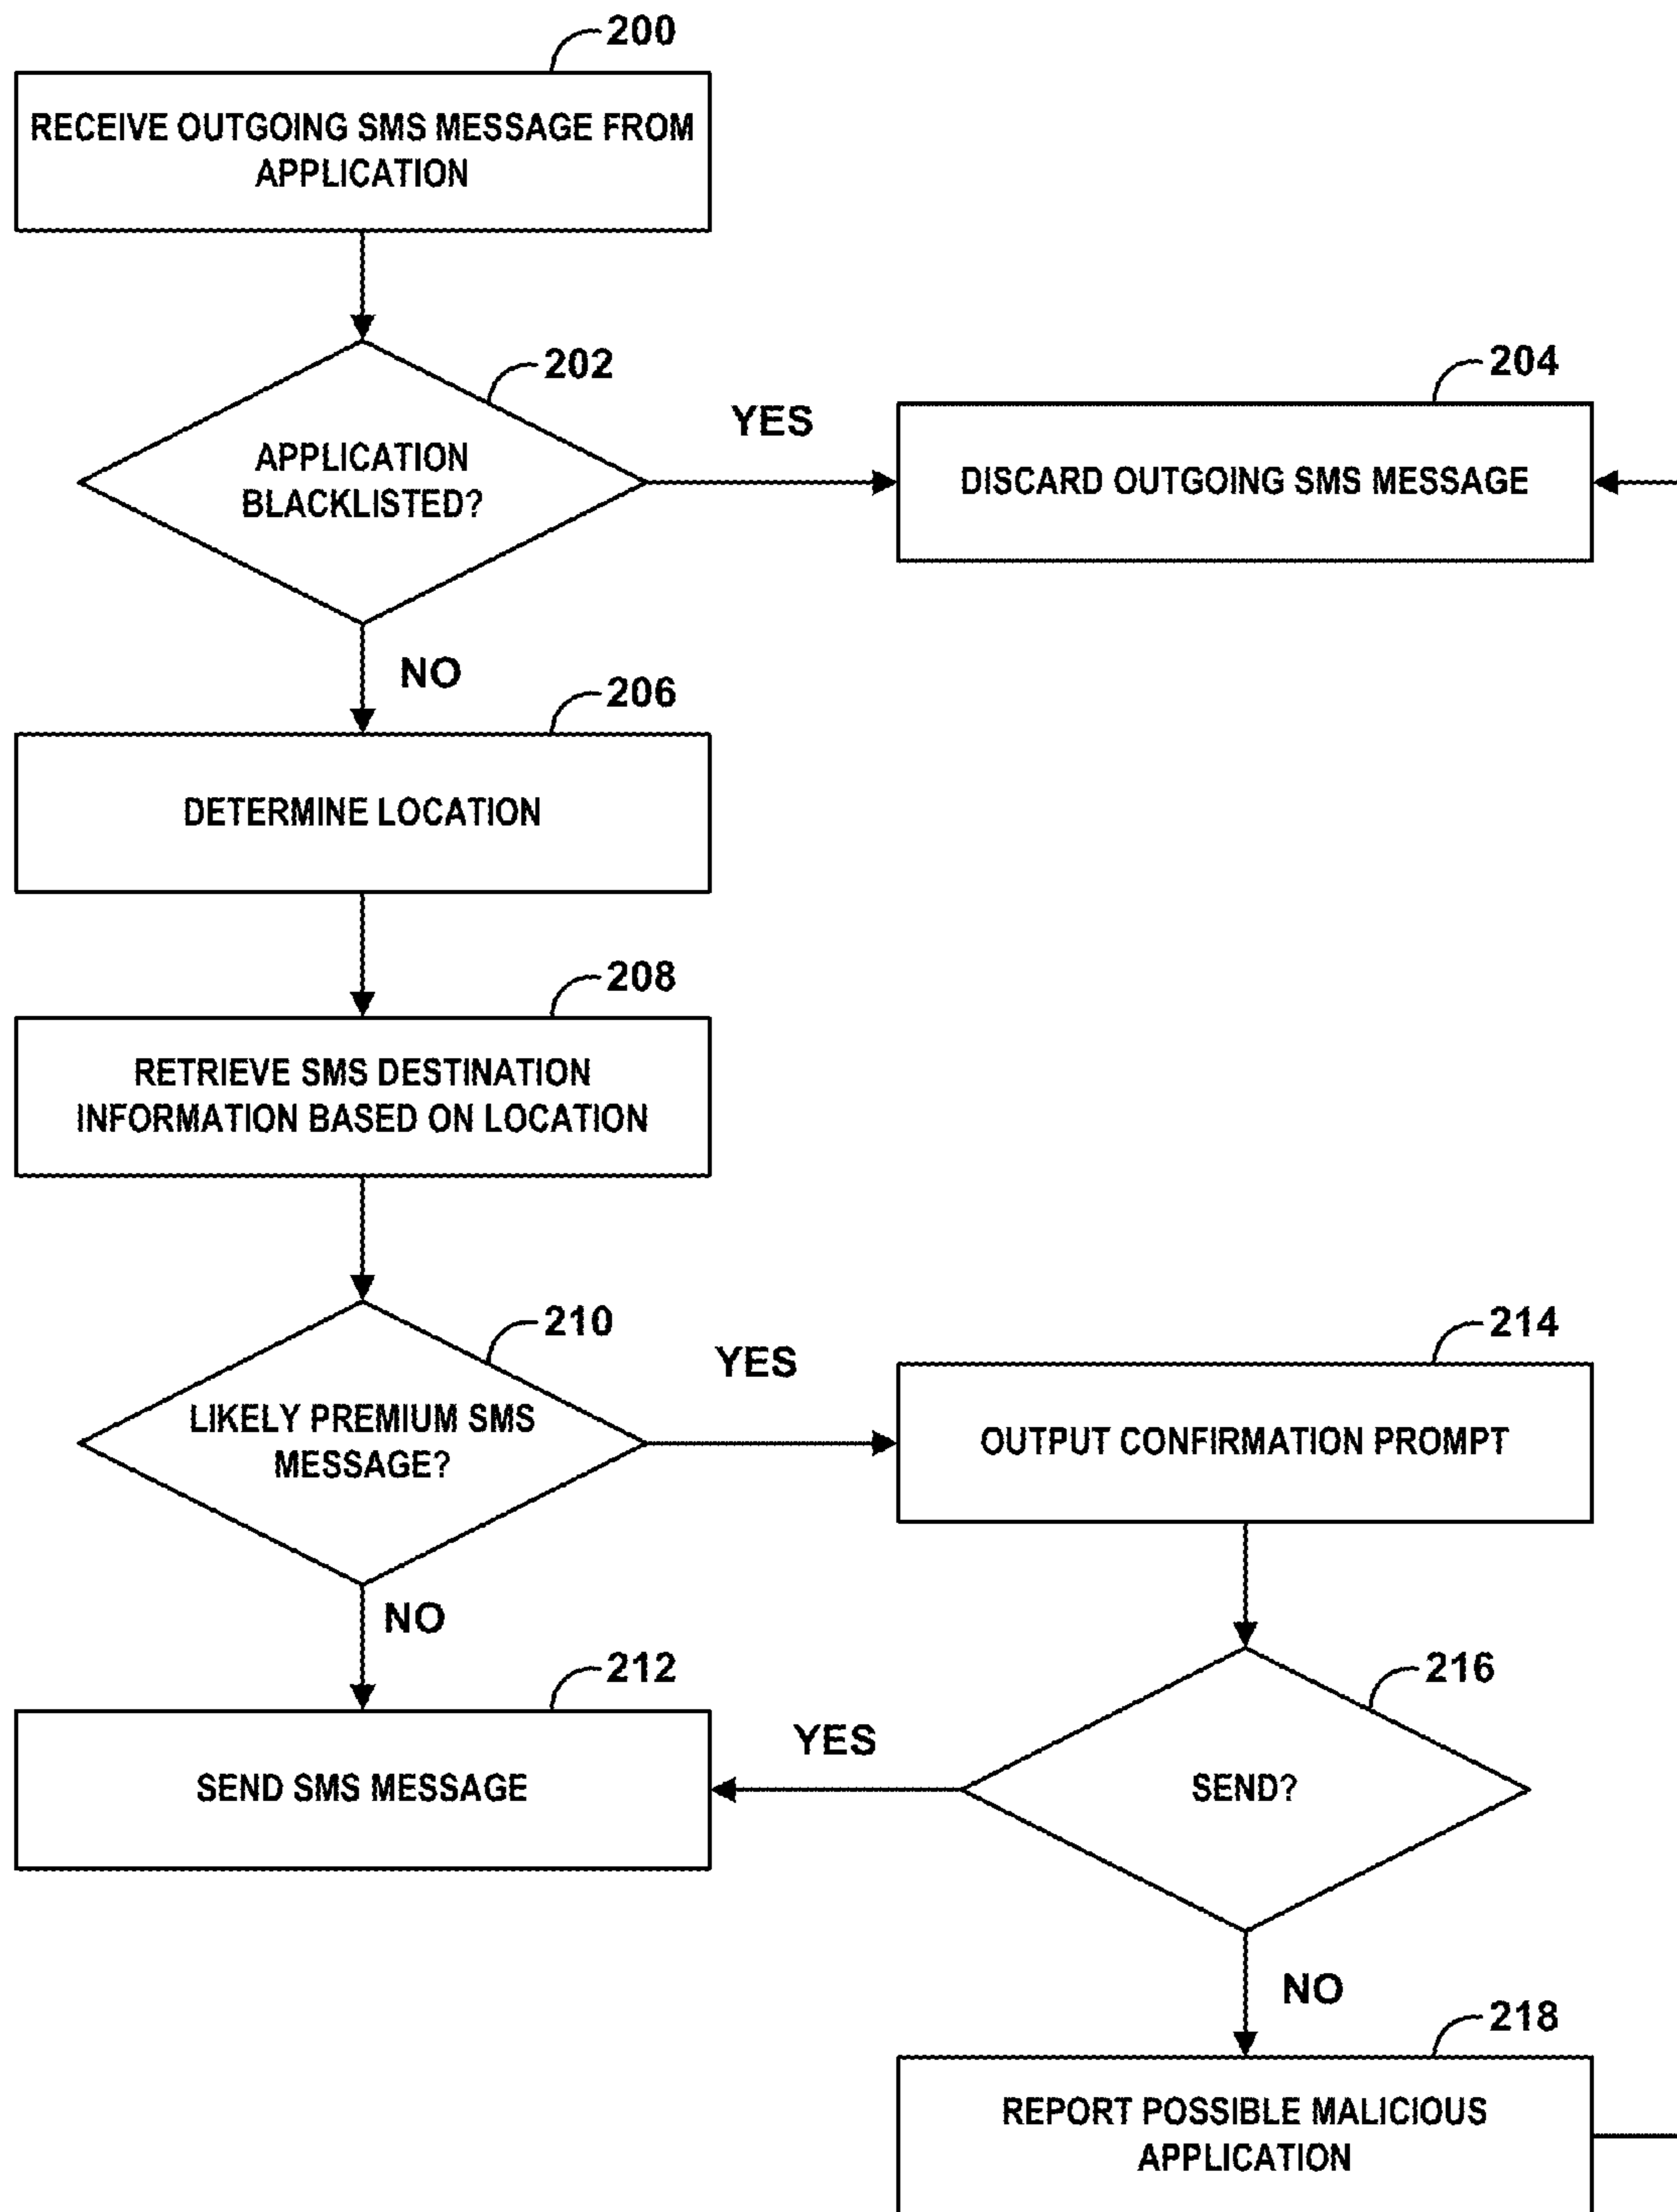 200
RECEIVE OUTGOING SMS MESSAGE FROM
APPLICATION
202
APPLICATION
BLACKLISTED?
YES
204
DISCARD OUTGOING SMS MESSAGE
NO
206
DETERMINE LOCATION
208
RETRIEVE SMS DESTINATION
INFORMATION BASED ON LOCATION
210
LIKELY PREMIUM SMS
MESSAGE?
YES
214
OUTPUT CONFIRMATION PROMPT
NO
212
SEND SMS MESSAGE
YES
216
SEND?
NO
218
REPORT POSSIBLE MALICIOUS
APPLICATION